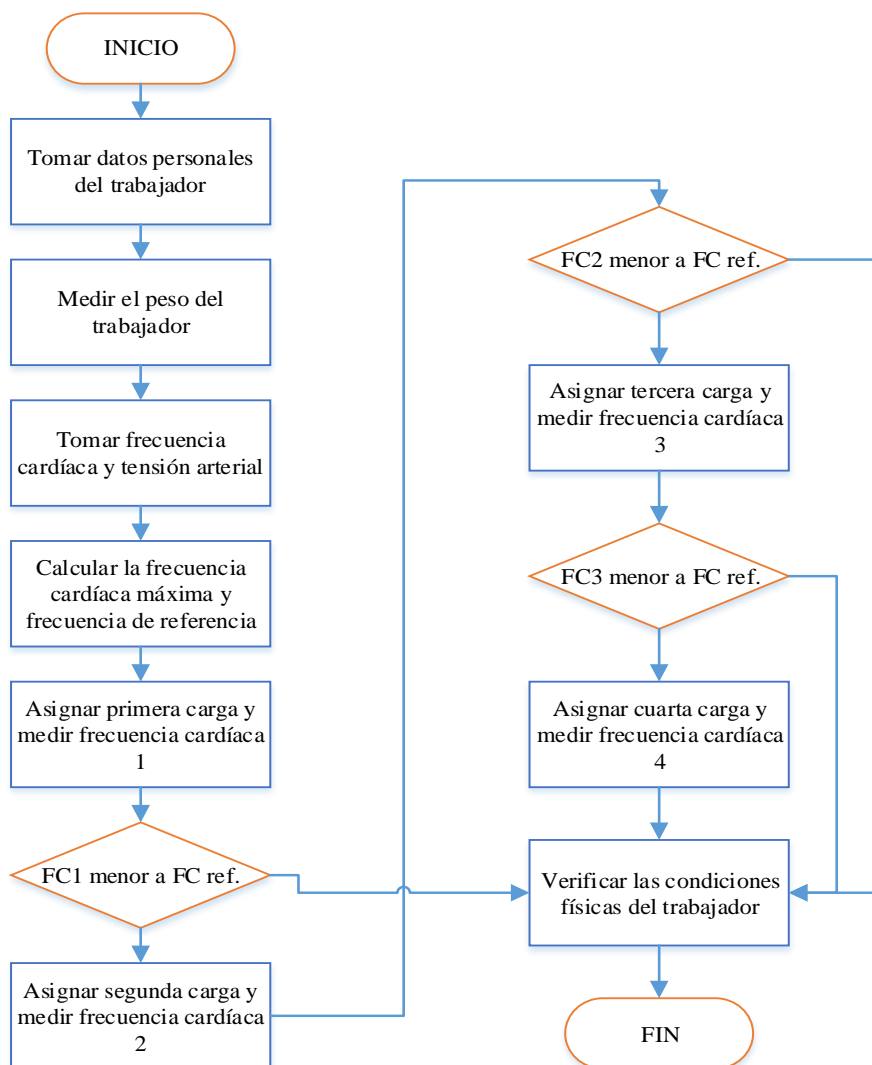 INICIO
Tomar datos personales
del trabajador
Medir el peso del
trabajador
Tomar frecuencia
cardíaca y tensión arterial
Calcular la frecuencia
cardíaca máxima y
frecuencia de referencia
Asignar primera carga y
medir frecuencia cardíaca
1
FC1 menor a FC ref.
Asignar segunda carga y
medir frecuencia cardíaca
2
FC2 menor a FC ref.
Asignar tercera carga y
medir frecuencia cardíaca
3
FC3 menor a FC ref.
Asignar cuarta carga y
medir frecuencia cardíaca
4
Verificar las condiciones
físicas del trabajador
FIN